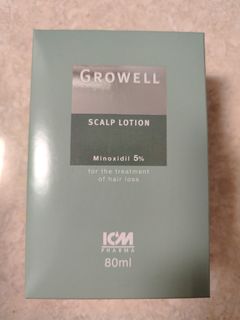 GROWELL
SCALP LOTION
Minoxidil 5%
for the treatment
of hair loss
ICM
PHARMA
80ml